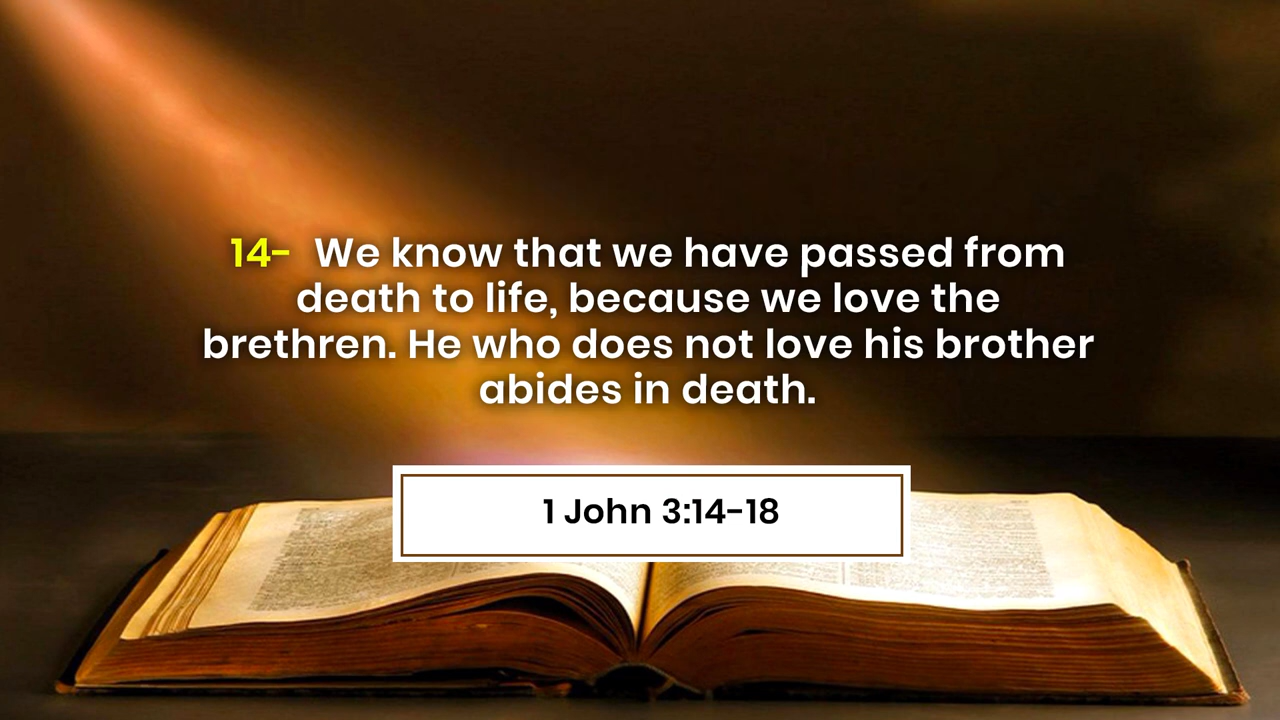 14- We know that we have passed from
death to life, because we love the
brethren. He who does not love his brother
abides in death.
1 John 3:14-18